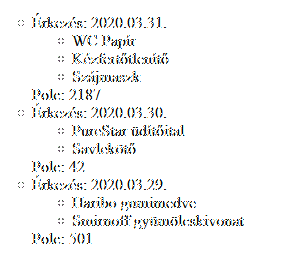 Érkezés: 2020.03.31.
WC Papír
Kézfertőtlenítő
Szájmaszk
Polc: 2187
Érkezés: 2020.03.30.
PureStar üdítőital
Savlekötő
Polc: 42
Érkezés: 2020.03.29.
Haribo gumimedve
Smirnoff gyümölcskivonat
Polc: 501